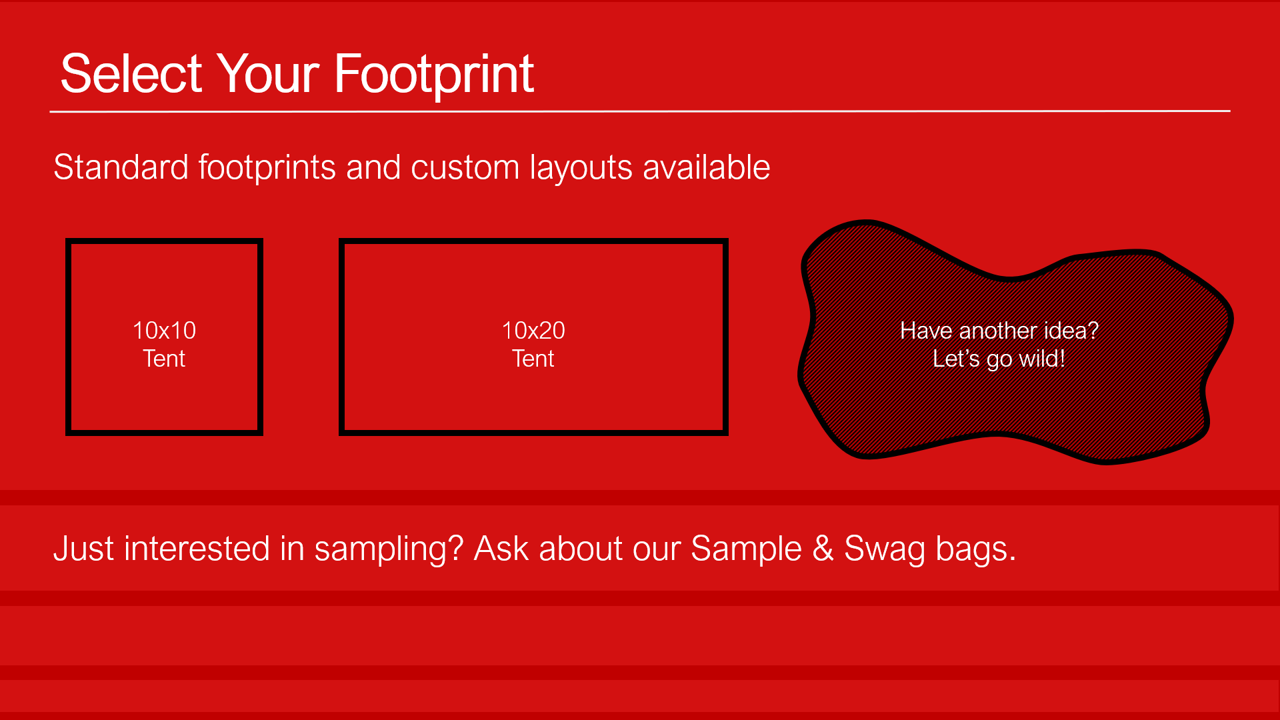 Select Your Footprint
Standard footprints and custom layouts available
10x10
Tent
10x20
Tent
Have another idea?
Let’s go wild!
Just interested in sampling? Ask about our Sample & Swag bags.